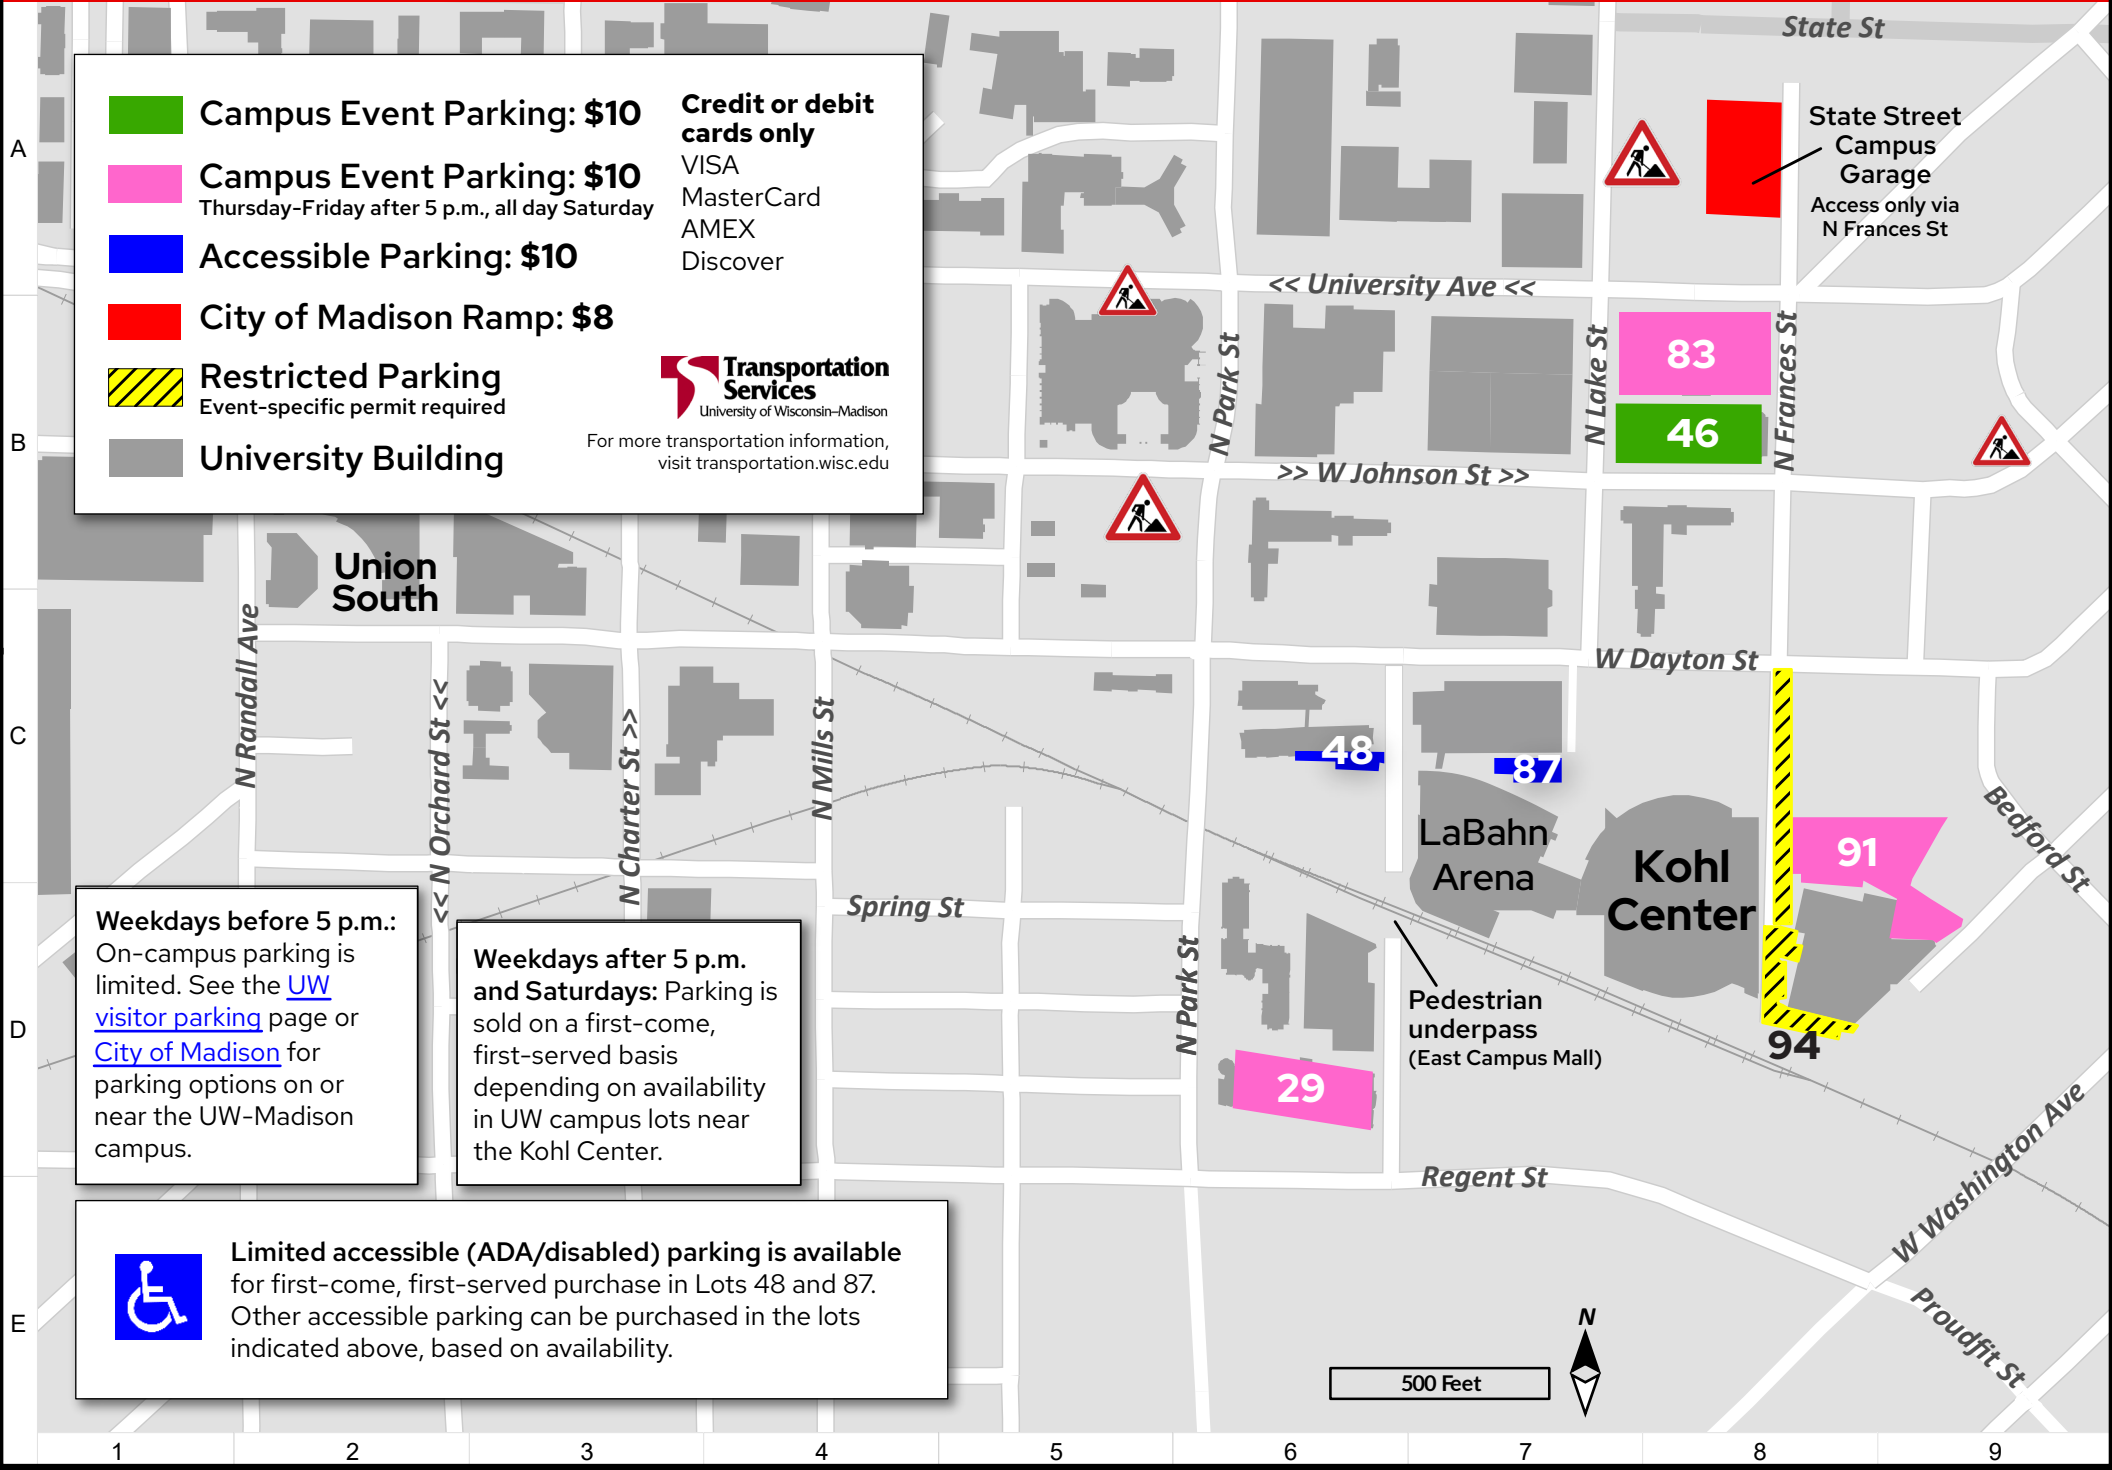 State St
Campus Event Parking: $10
Campus Event Parking: $10
Thursday-Friday after 5 p.m., all day Saturday
Accessible Parking: $10
City of Madison Ramp: $8
Restricted Parking
Event-specific permit required
University Building
Credit or debit
cards only
VISA
MasterCard
AMEX
Discover
Transportation
Services
University of Wisconsin–Madison
For more transportation information,
visit transportation.wisc.edu
State Street
Campus
Garage
Access only via
N Frances St
<< University Ave <<
N Park St
N Lake St
83
46
N Frances St
>> W Johnson St >>
Union
South
W Dayton St
N Randall Ave
<< N Orchard St <<
N Charter St >>
N Mills St
48
87
LaBahn
Arena
Kohl
Center
91
Bedford St
Spring St
N Park St
Pedestrian
underpass
(East Campus Mall)
94
29
Regent St
W Washington Ave
Proudfit St
Weekdays before 5 p.m.:
On-campus parking is
limited. See the UW
visitor parking page or
City of Madison for
parking options on or
near the UW-Madison
campus.
Weekdays after 5 p.m.
and Saturdays: Parking is
sold on a first-come,
first-served basis
depending on availability
in UW campus lots near
the Kohl Center.
Limited accessible (ADA/disabled) parking is available
for first-come, first-served purchase in Lots 48 and 87.
Other accessible parking can be purchased in the lots
indicated above, based on availability.
500 Feet
N
A
B
C
D
E
1 2 3 4 5 6 7 8 9